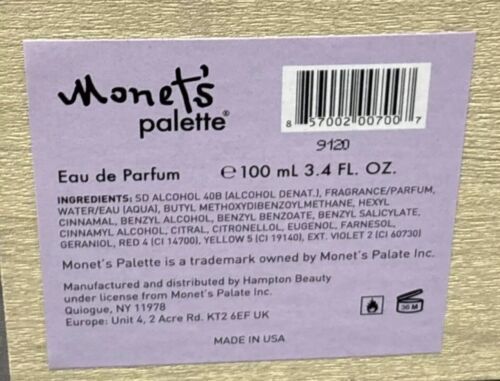 Monet's
palette®
8 57002 00700 7
9120
Eau de Parfum ℮ 100 mL 3.4 FL. OZ.
INGREDIENTS: SD ALCOHOL 40B (ALCOHOL DENAT.), FRAGRANCE/PARFUM,
WATER/EAU (AQUA), BUTYL METHOXYDIBENZOYLMETHANE, HEXYL
CINNAMAL, BENZYL ALCOHOL, BENZYL BENZOATE, BENZYL SALICYLATE,
CINNAMYL ALCOHOL, CITRAL, CITRONELLOL, EUGENOL, FARNESOL,
GERANIOL, RED 4 (CI 14700), YELLOW 5 (CI 19140), EXT. VIOLET 2 (CI 60730)
Monet's Palette is a trademark owned by Monet's Palate Inc.
Manufactured and distributed by Hampton Beauty
under license from Monet's Palate Inc.
Quiogue, NY 11978
Europe: Unit 4, 2 Acre Rd. KT2 6EF UK
36 M
MADE IN USA